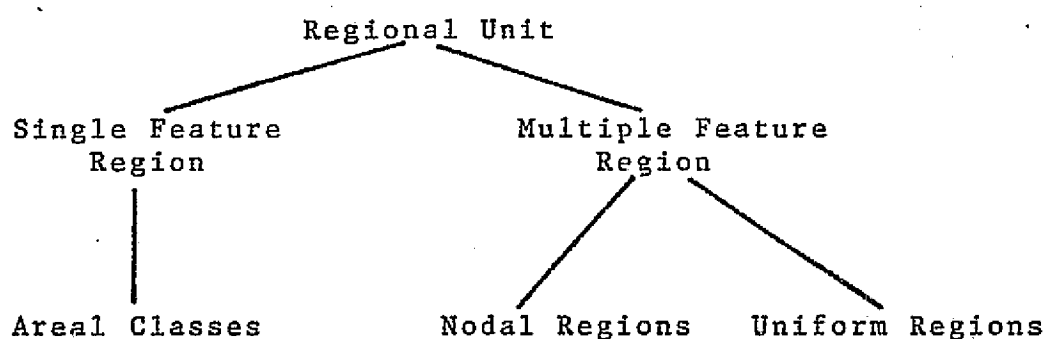 Regional Unit
Single Feature
Region
Multiple Feature
Region
Areal Classes
Nodal Regions
Uniform Regions